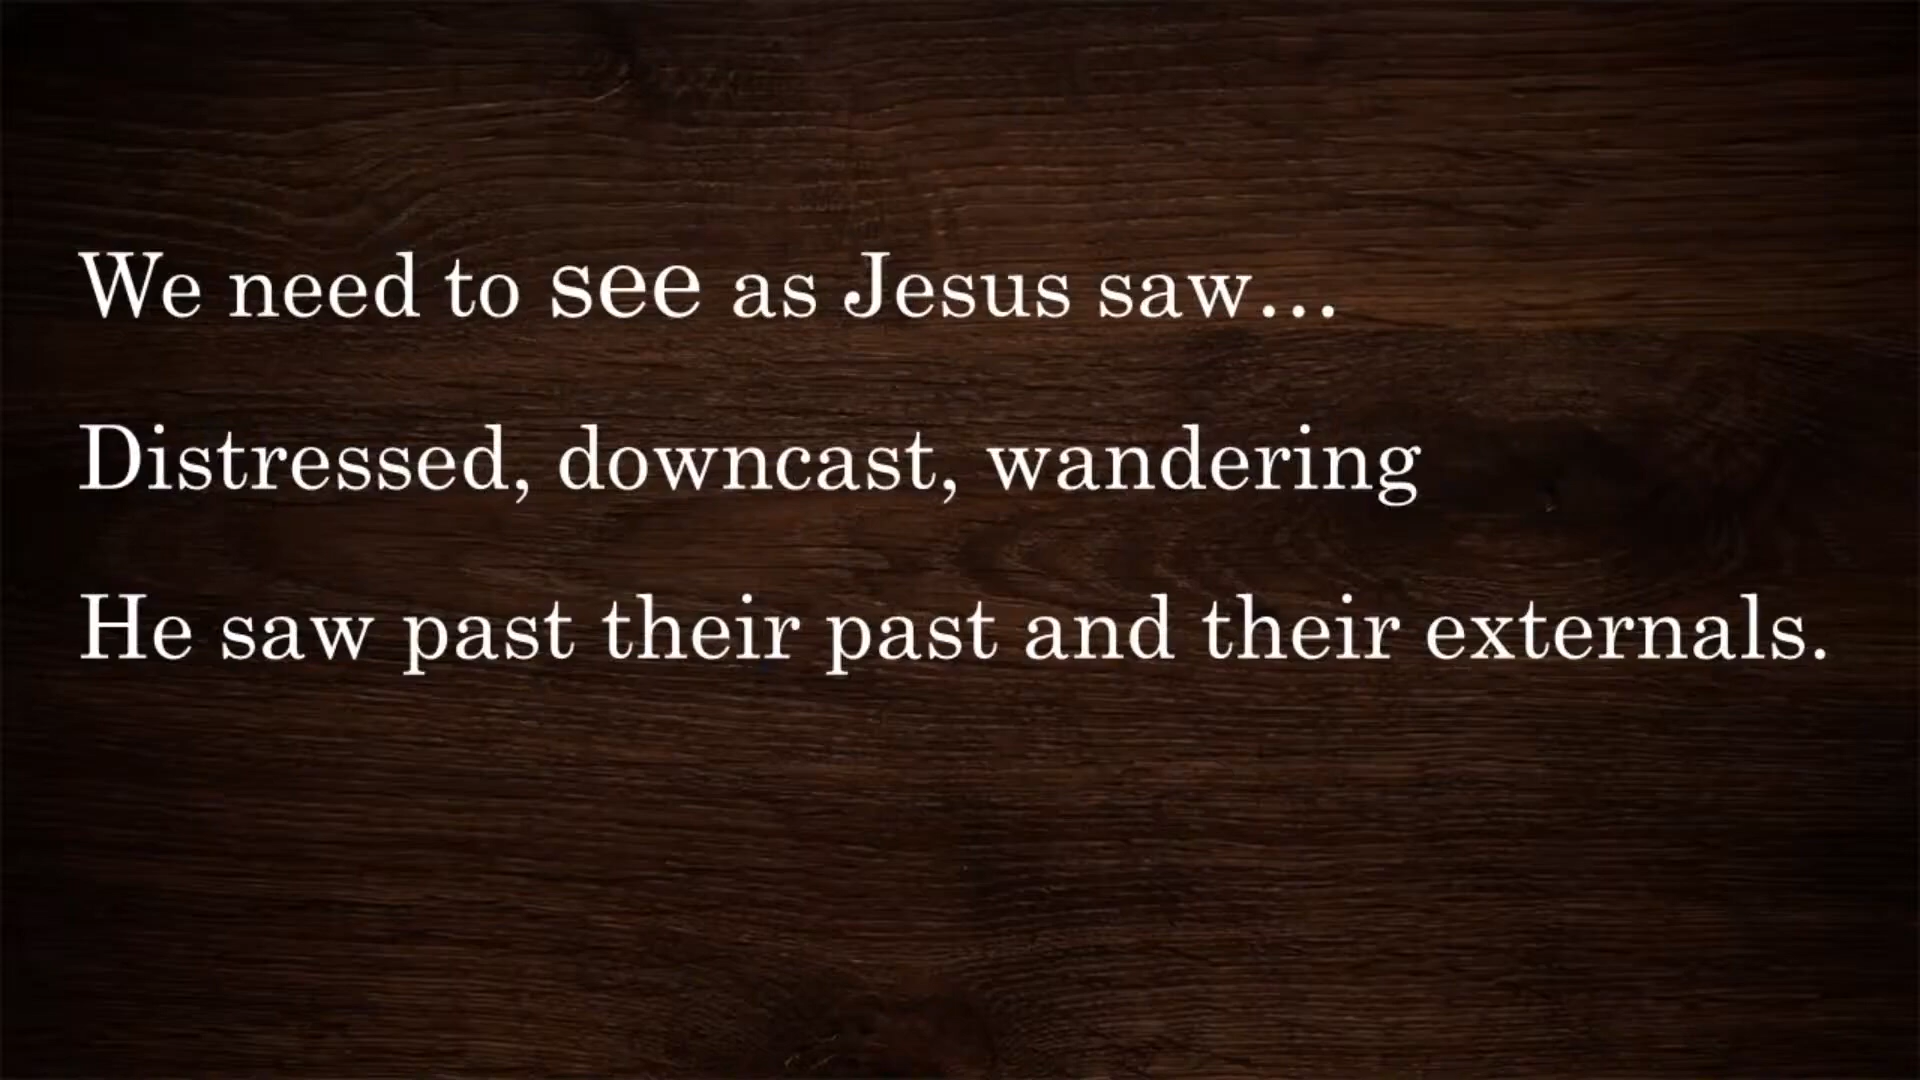 We need to see as Jesus saw...
Distressed, downcast, wandering
He saw past their past and their externals.